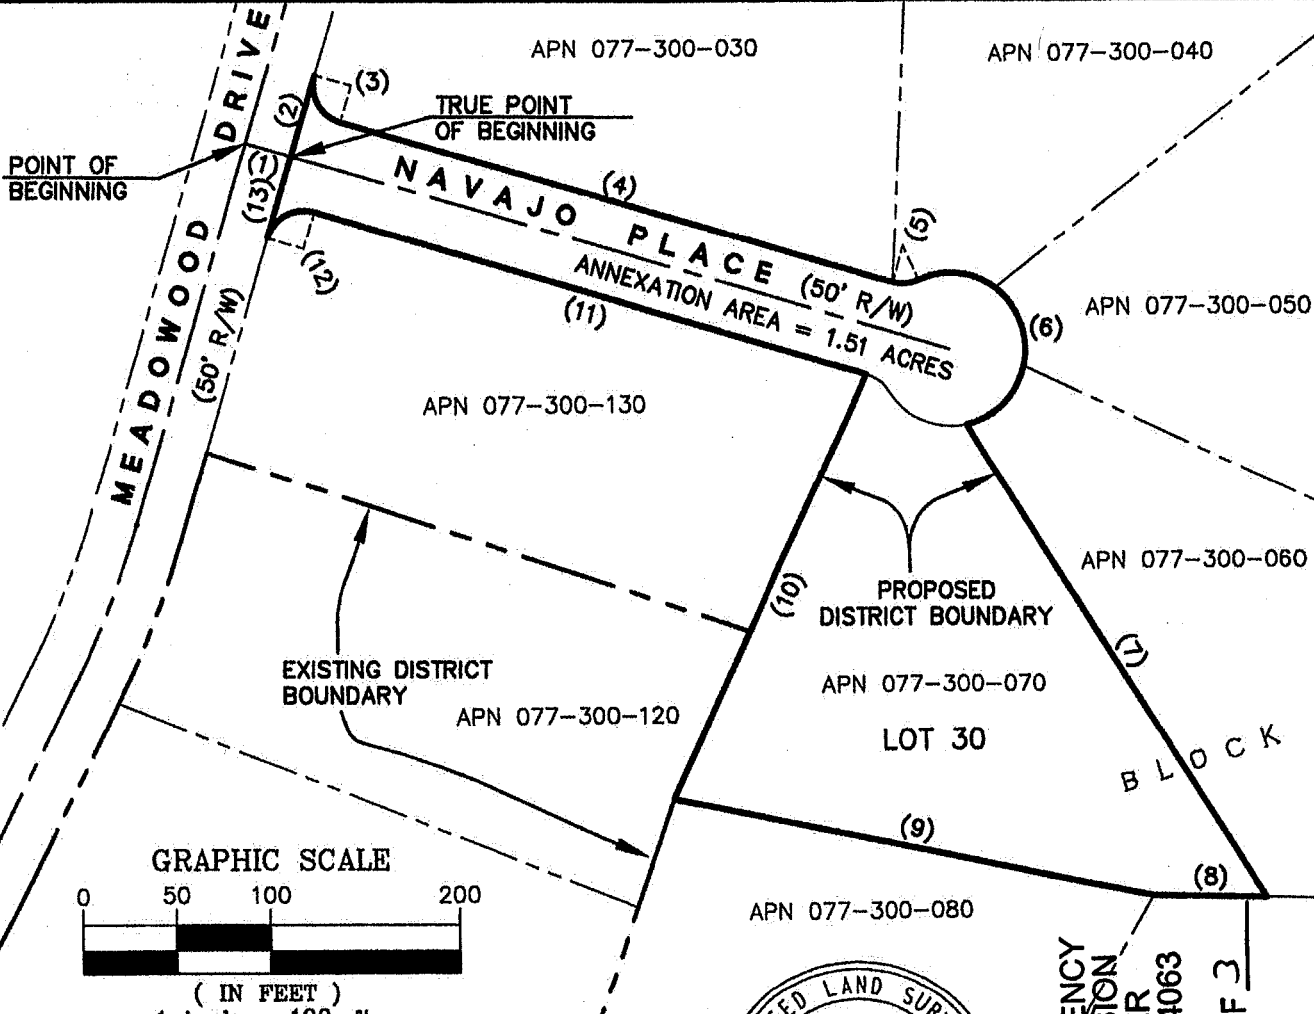 APN 077-300-030
APN 077-300-040
(3)
(2)
TRUE POINT
OF BEGINNING
POINT OF
BEGINNING
(1)
(13)
MEADOWOOD DRIVE
(50' R/W)
NAVAJO PLACE (50' R/W)
(4)
(5)
ANNEXATION AREA = 1.51 ACRES
(12)
(11)
(6)
APN 077-300-050
APN 077-300-130
APN 077-300-060
PROPOSED
DISTRICT BOUNDARY
(10)
(7)
EXISTING DISTRICT
BOUNDARY
APN 077-300-120
APN 077-300-070
LOT 30
BLOCK
(9)
(8)
GRAPHIC SCALE
0 50 100 200
( IN FEET )
APN 077-300-080
LAND